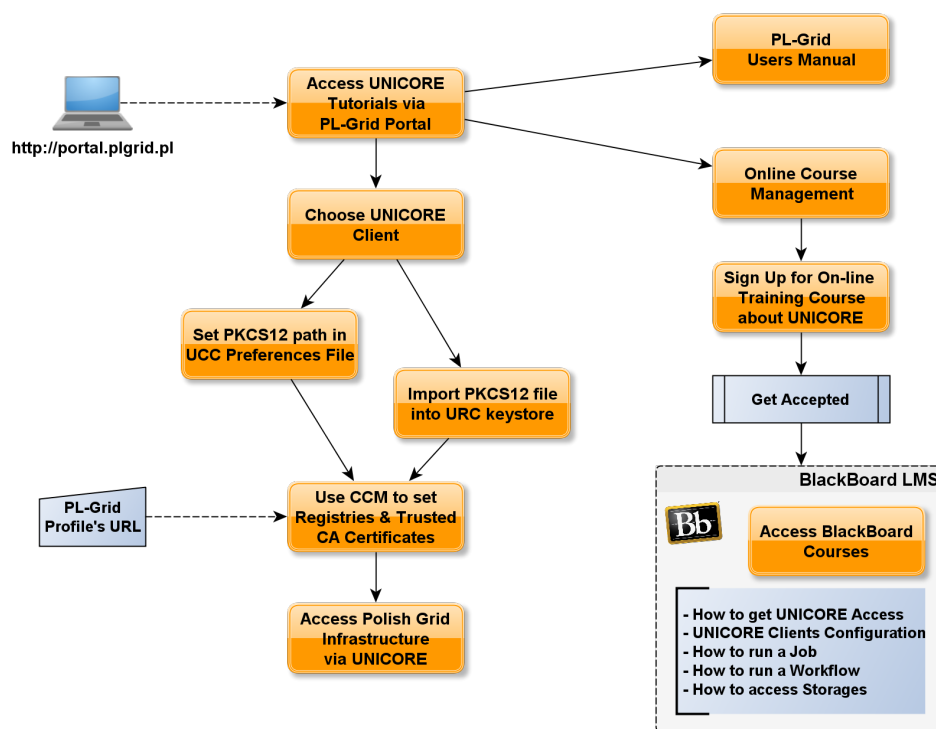 PL-Grid
Users Manual
Access UNICORE
Tutorials via
PL-Grid Portal
http://portal.plgrid.pl
Online Course
Management
Choose UNICORE
Client
Sign Up for On-line
Training Course
about UNICORE
Set PKCS12 path in
UCC Preferences File
Import PKCS12 file
into URC keystore
Get Accepted
BlackBoard LMS
PL-Grid
Profile's URL
Use CCM to set
Registries & Trusted
CA Certificates
Bb
Access BlackBoard
Courses
Access Polish Grid
Infrastructure
via UNICORE
- How to get UNICORE Access
- UNICORE Clients Configuration
- How to run a Job
- How to run a Workflow
- How to access Storages